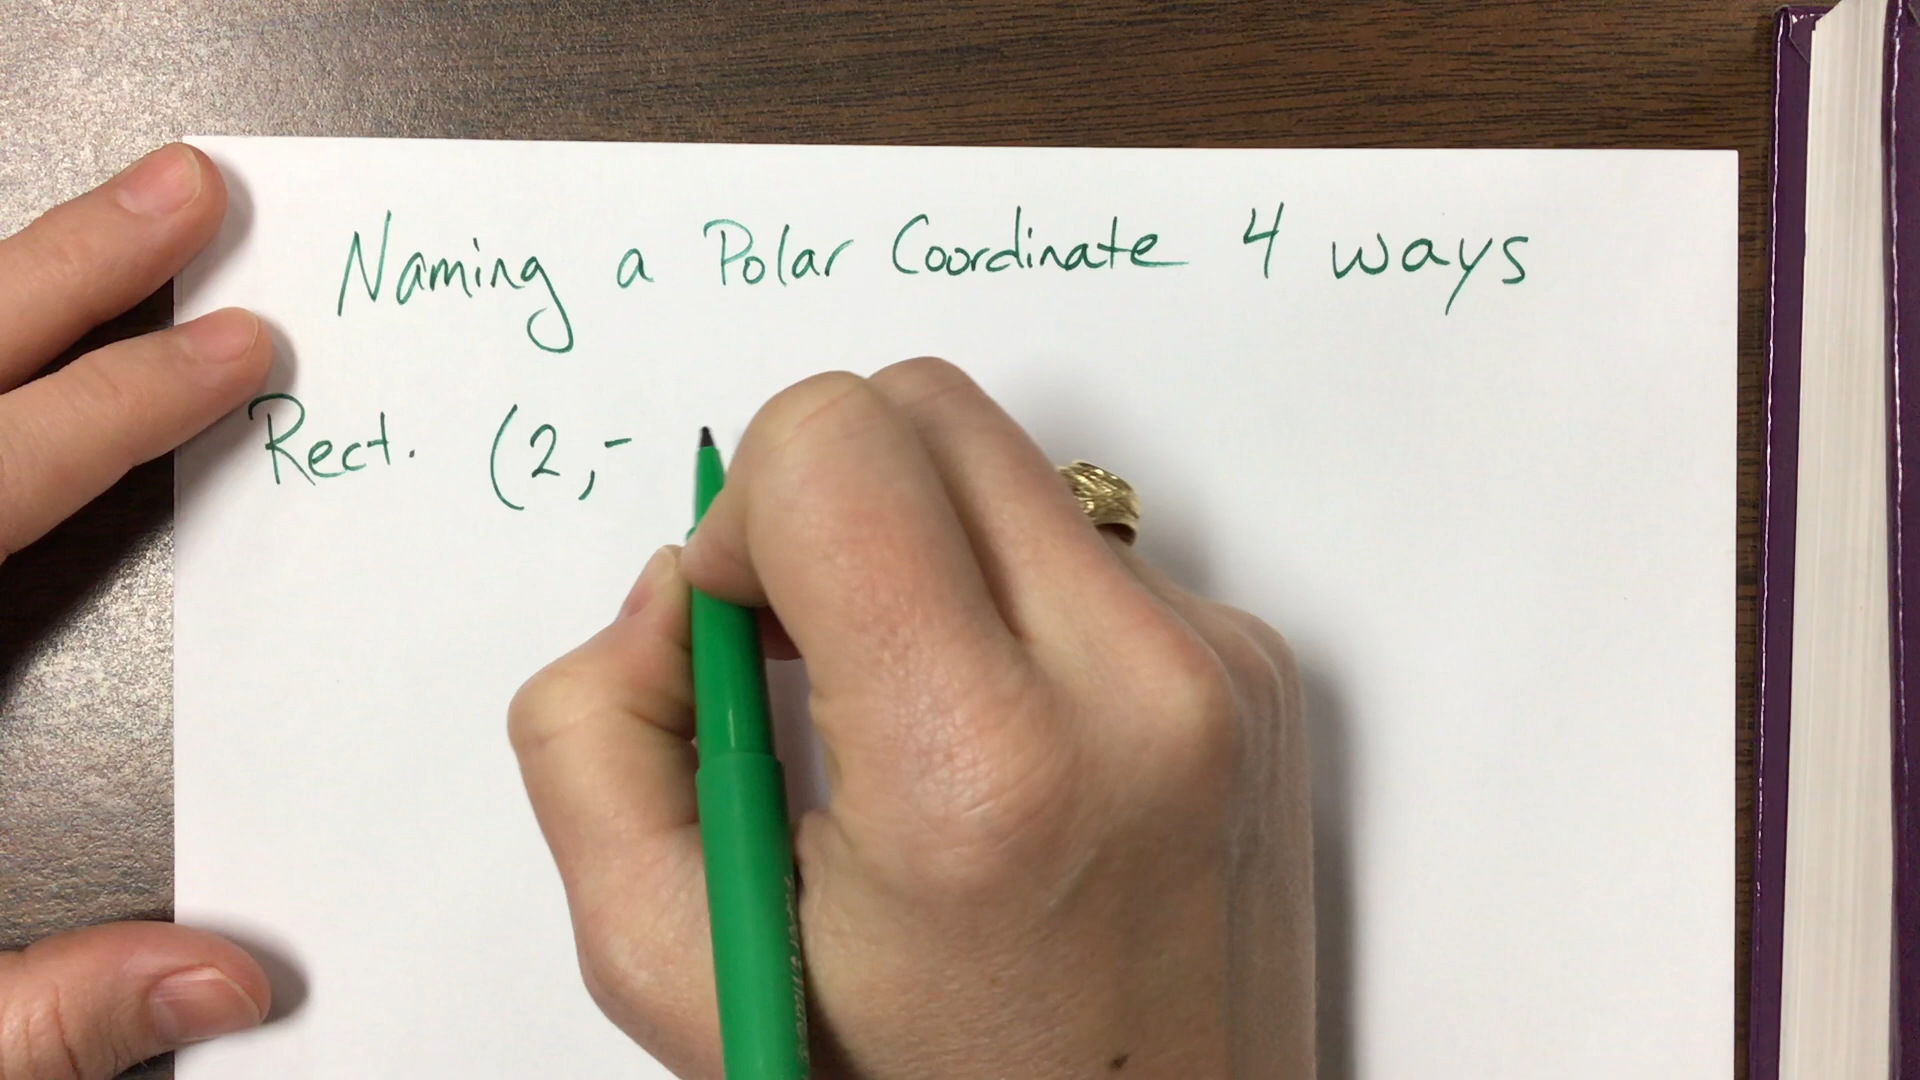 Naming a Polar Coordinate 4 ways
Rect. (2,-